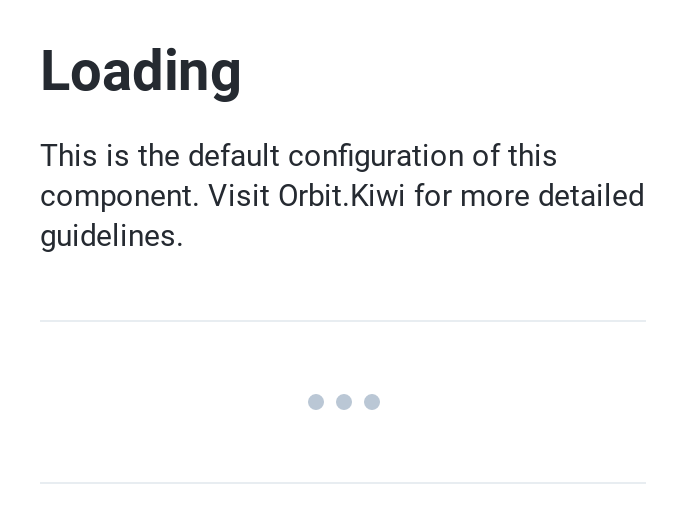 Loading
This is the default configuration of this
component. Visit Orbit.Kiwi for more detailed
guidelines.